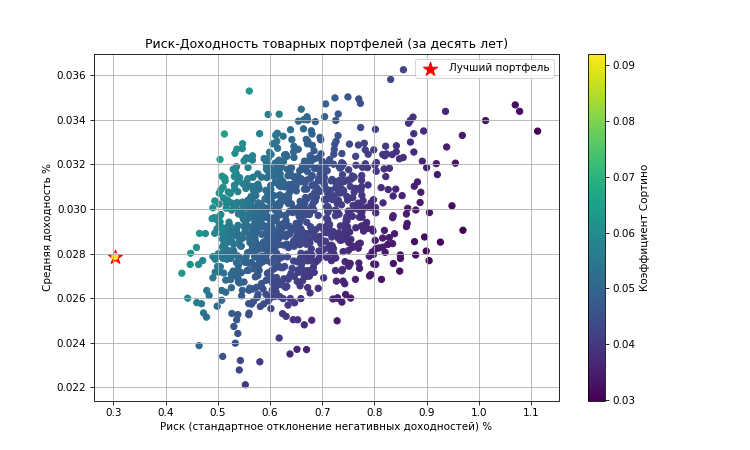 Риск-Доходность товарных портфелей (за десять лет)
Лучший портфель
Средняя доходность %
0.036
0.034
0.032
0.030
0.028
0.026
0.024
0.022
0.3 0.4 0.5 0.6 0.7 0.8 0.9 1.0 1.1
Риск (стандартное отклонение негативных доходностей) %
0.09
0.08
0.07
0.06
0.05
0.04
0.03
Коэффициент Сортино